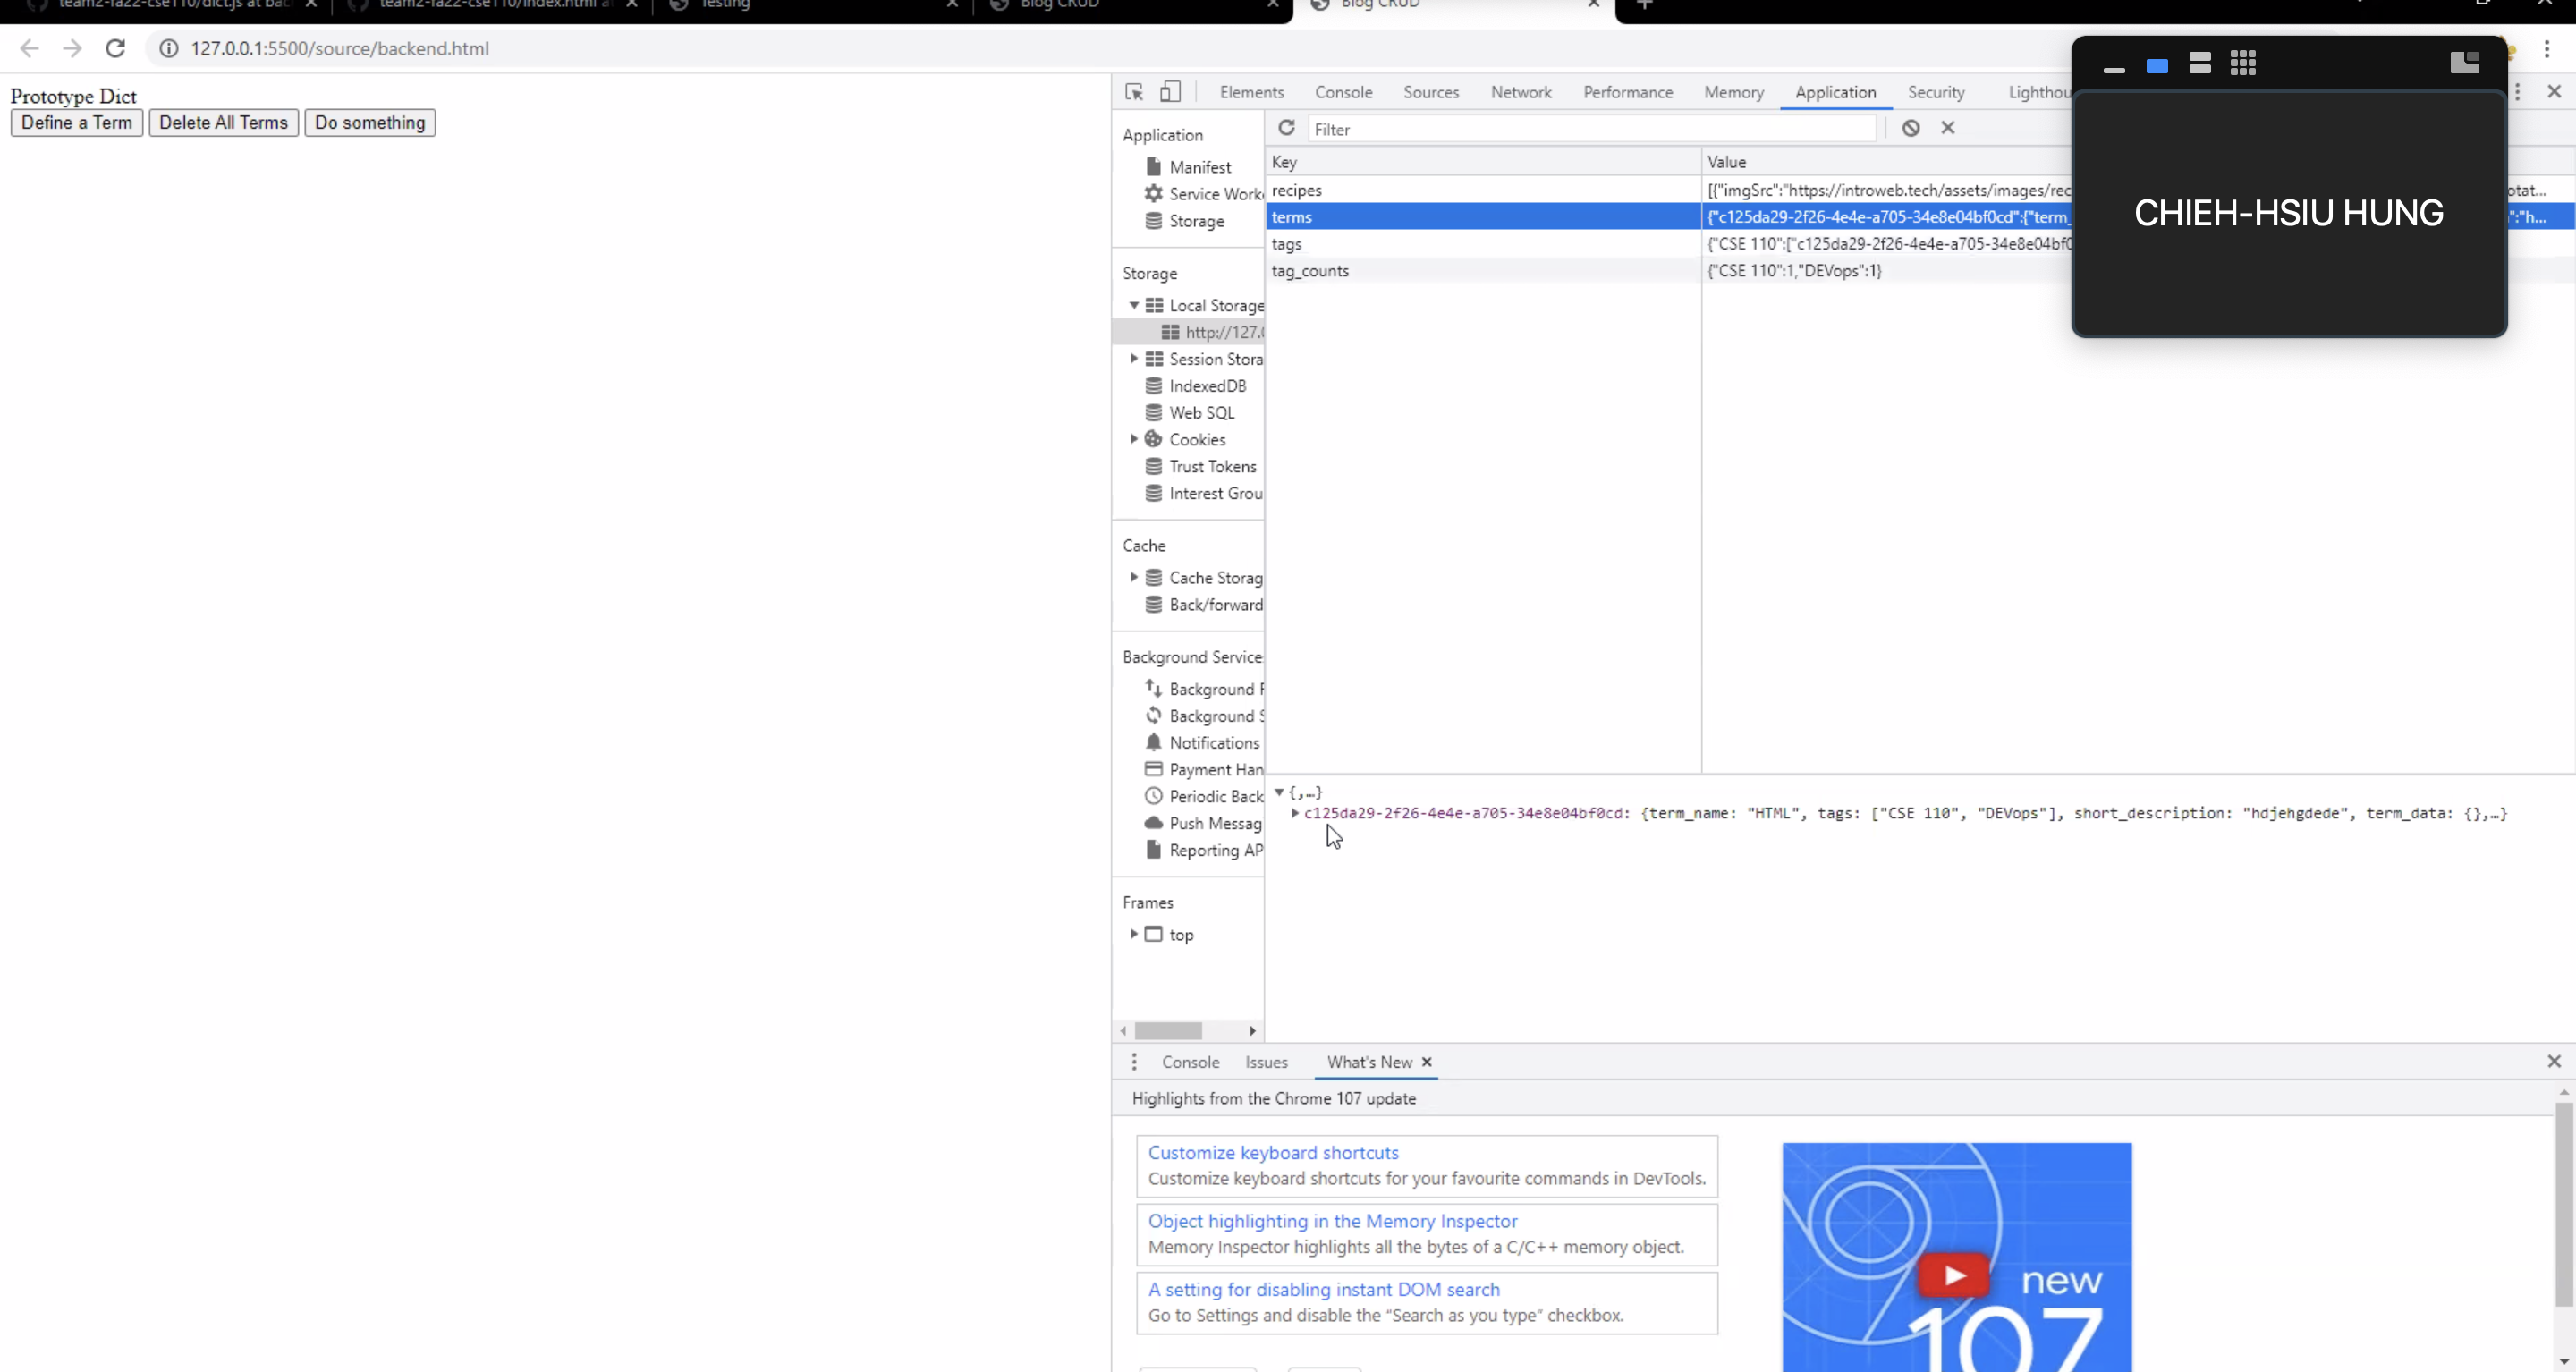 team2-fa22-cse110/dict.js at bac
team2-fa22-cse110/index.html a
Testing
Blog CRUD
Blog CRUD
127.0.0.1:5500/source/backend.html
Prototype Dict
Define a Term Delete All Terms Do something
Elements Console Sources Network Performance Memory Application Security Lighthou
CHIEH-HSIU HUNG
Application
Manifest
Service Work
Storage
Storage
Local Storage
http://127.
Session Stora
IndexedDB
Web SQL
Cookies
Trust Tokens
Interest Grou
Cache
Cache Storag
Back/forward
Background Service
Background F
Background S
Notifications
Payment Han
Periodic Back
Push Messag
Reporting AP
Frames
top
Filter
Key Value
recipes [{"imgSrc":"https://introweb.tech/assets/images/rec otat...
terms {"c125da29-2f26-4e4e-a705-34e8e04bf0cd":{"term_ ":"h...
tags {"CSE 110":["c125da29-2f26-4e4e-a705-34e8e04bf0
tag_counts {"CSE 110":1,"DEVops":1}
{,…}
c125da29-2f26-4e4e-a705-34e8e04bf0cd: {term_name: "HTML", tags: ["CSE 110", "DEVops"], short_description: "hdjehgdede", term_data: {},…}
Console Issues What's New
Highlights from the Chrome 107 update
Customize keyboard shortcuts
Customize keyboard shortcuts for your favourite commands in DevTools.
Object highlighting in the Memory Inspector
Memory Inspector highlights all the bytes of a C/C++ memory object.
A setting for disabling instant DOM search
Go to Settings and disable the “Search as you type” checkbox.
new
107